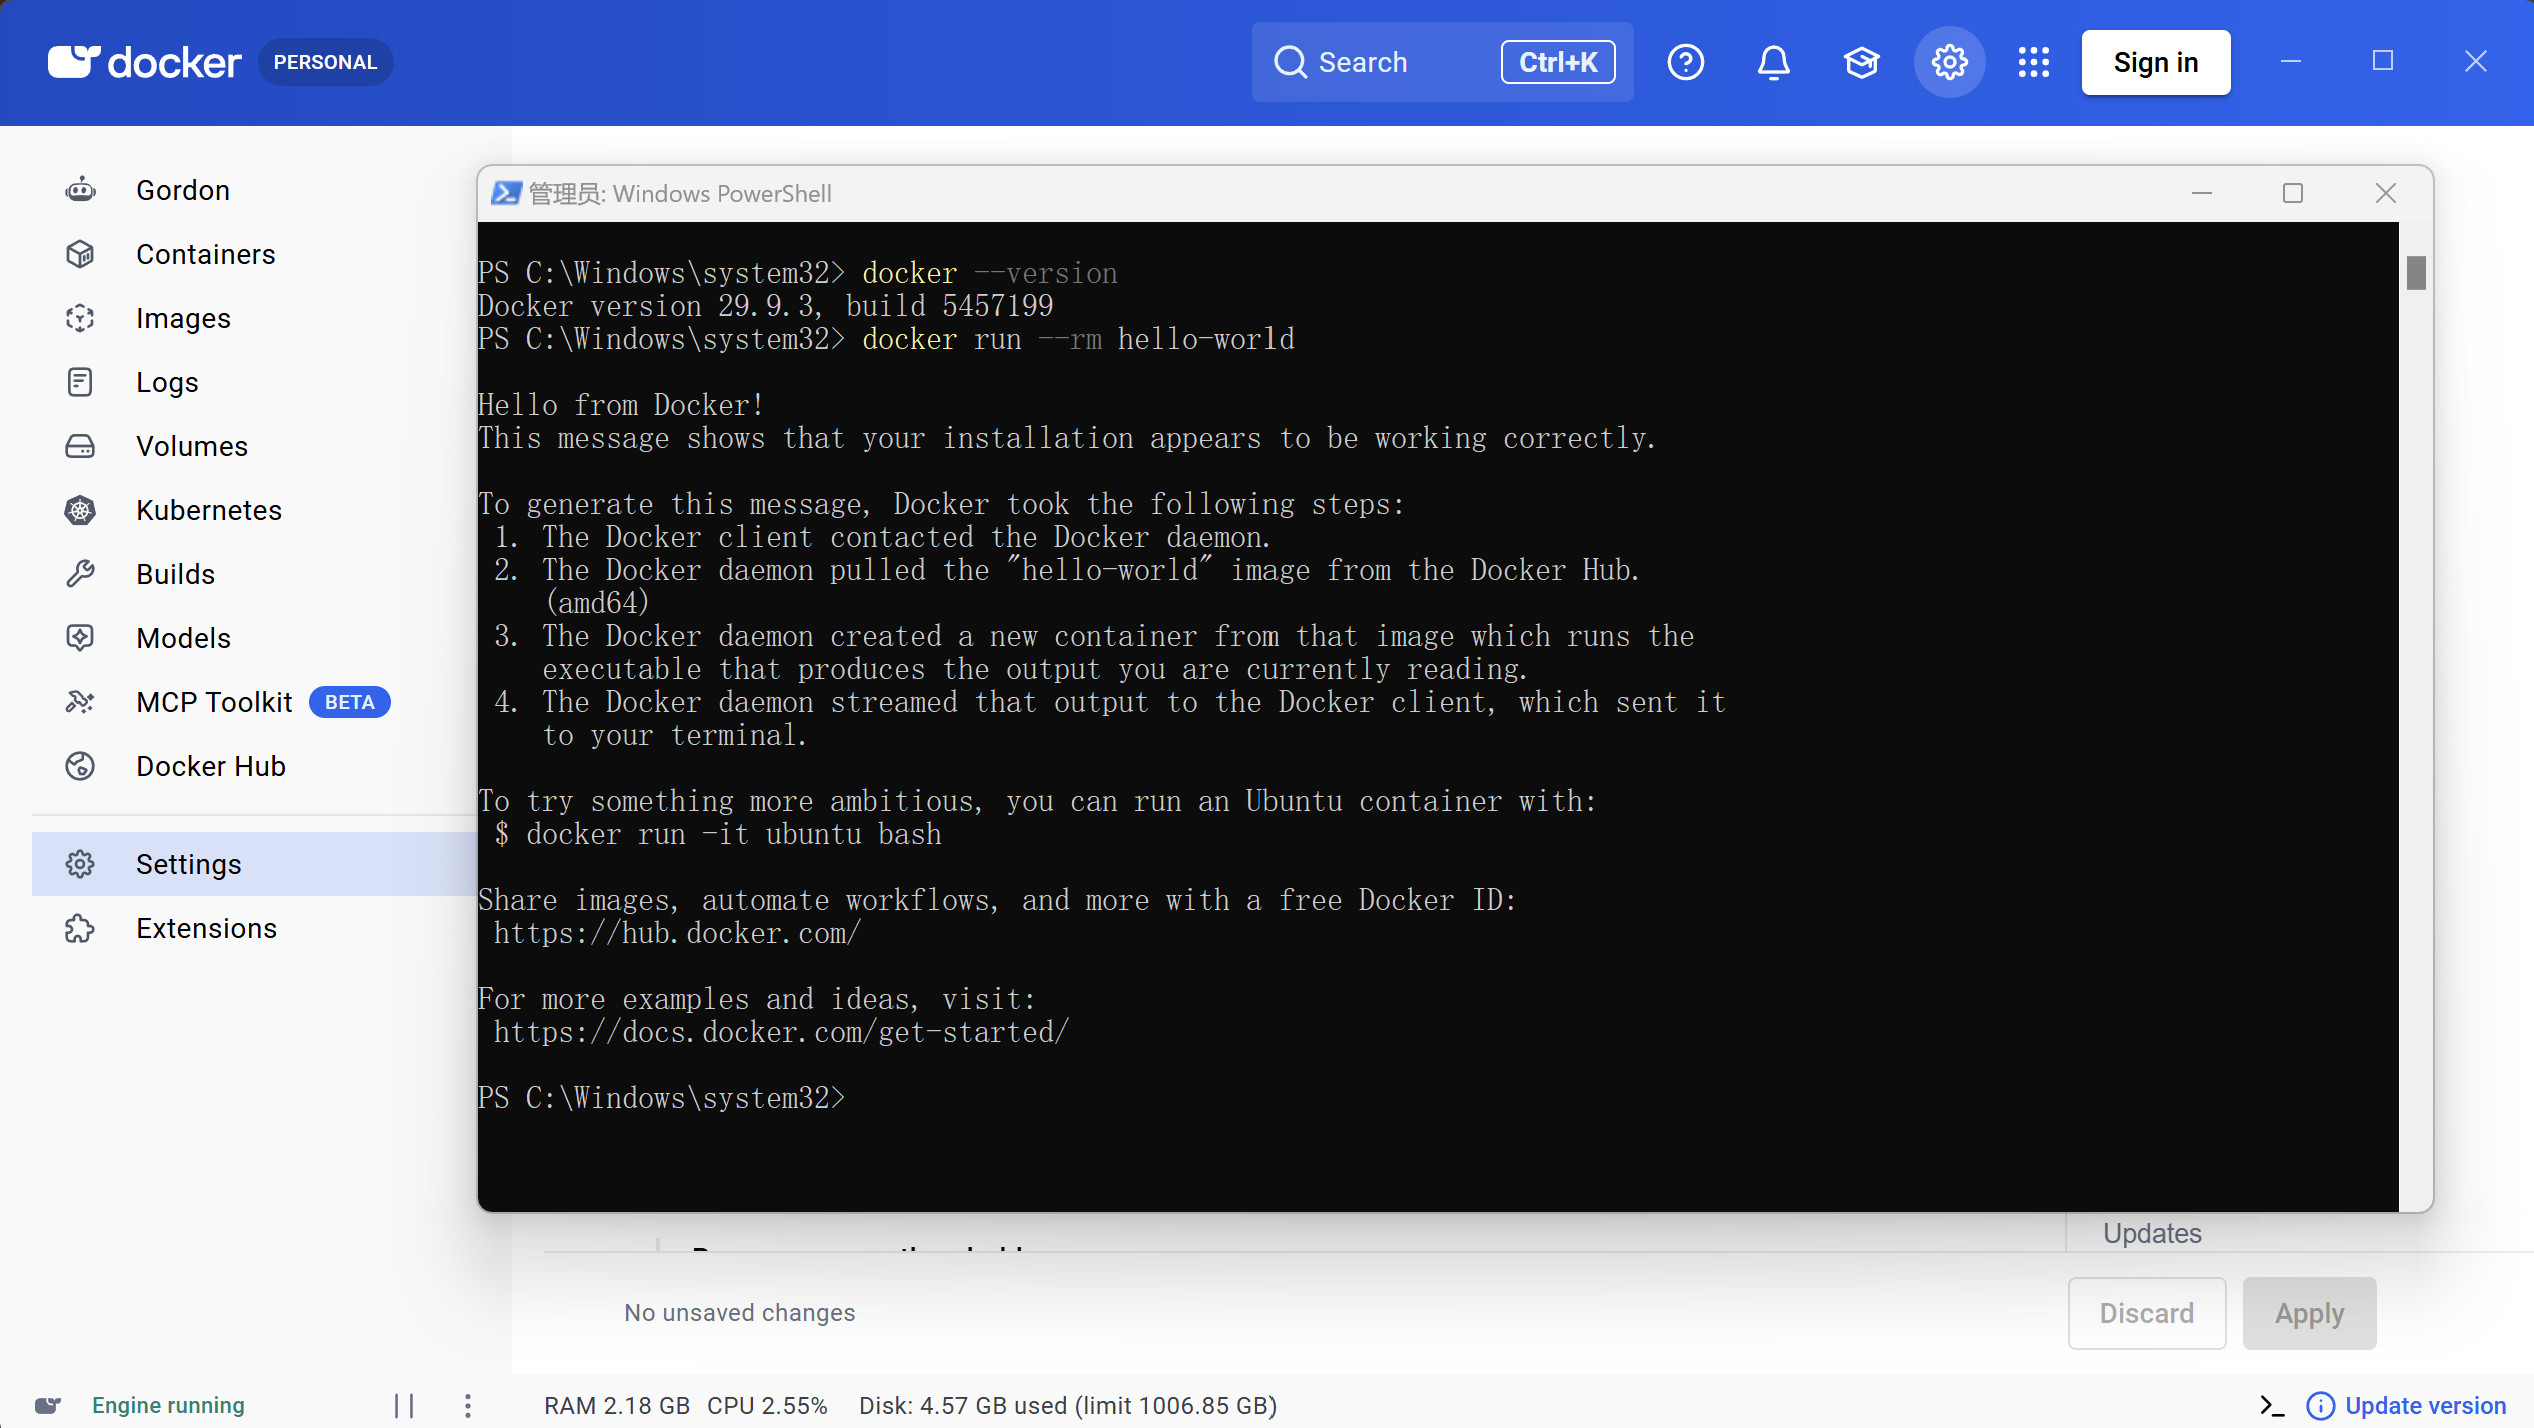 docker PERSONAL
Search Ctrl+K
Sign in
Gordon
Containers
Images
Logs
Volumes
Kubernetes
Builds
Models
MCP Toolkit BETA
Docker Hub
Settings
Extensions
管理员: Windows PowerShell
PS C:\Windows\system32> docker --version
Docker version 29.9.3, build 5457199
PS C:\Windows\system32> docker run --rm hello-world
Hello from Docker!
This message shows that your installation appears to be working correctly.
To generate this message, Docker took the following steps:
1. The Docker client contacted the Docker daemon.
2. The Docker daemon pulled the "hello-world" image from the Docker Hub.
(amd64)
3. The Docker daemon created a new container from that image which runs the
executable that produces the output you are currently reading.
4. The Docker daemon streamed that output to the Docker client, which sent it
to your terminal.
To try something more ambitious, you can run an Ubuntu container with:
$ docker run -it ubuntu bash
Share images, automate workflows, and more with a free Docker ID:
https://hub.docker.com/
For more examples and ideas, visit:
https://docs.docker.com/get-started/
PS C:\Windows\system32>
Updates
No unsaved changes
Discard
Apply
Engine running
RAM 2.18 GB CPU 2.55% Disk: 4.57 GB used (limit 1006.85 GB)
Update version